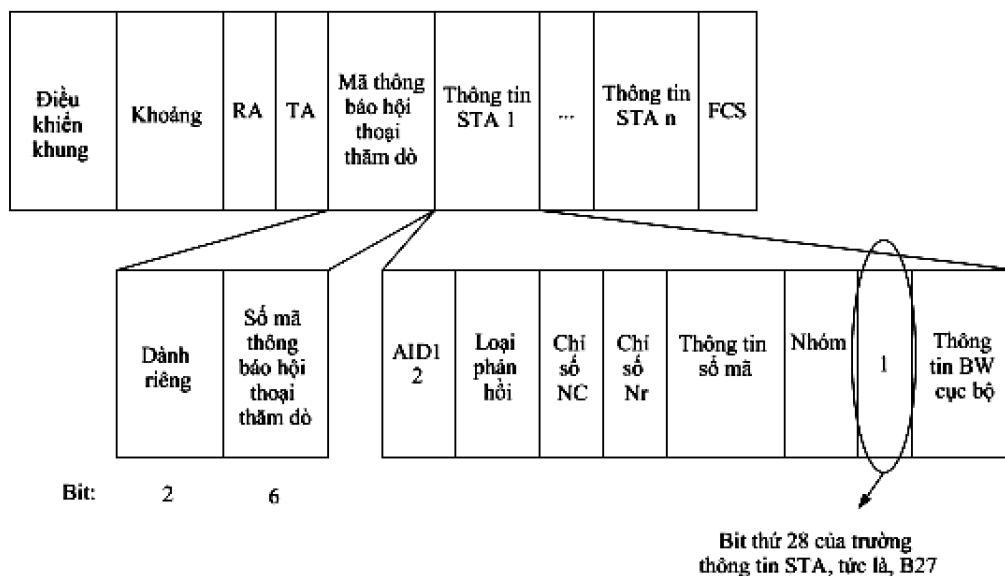 Điều
khiển
khung
Khoảng
RA
TA
Mã thông
báo hội
thoại
thăm dò
Thông tin
STA 1
...
Thông tin
STA n
FCS
Dành
riêng
Số mã
thông
báo hội
thoại
thăm dò
AID1
2
Loại
phản
hồi
Chỉ
số
NC
Chỉ
số
Nr
Thông tin
số mã
Nhóm
1
Thông
tin BW
cục bộ
Bit:
2
6
Bit thứ 28 của trường
thông tin STA, tức là, B27